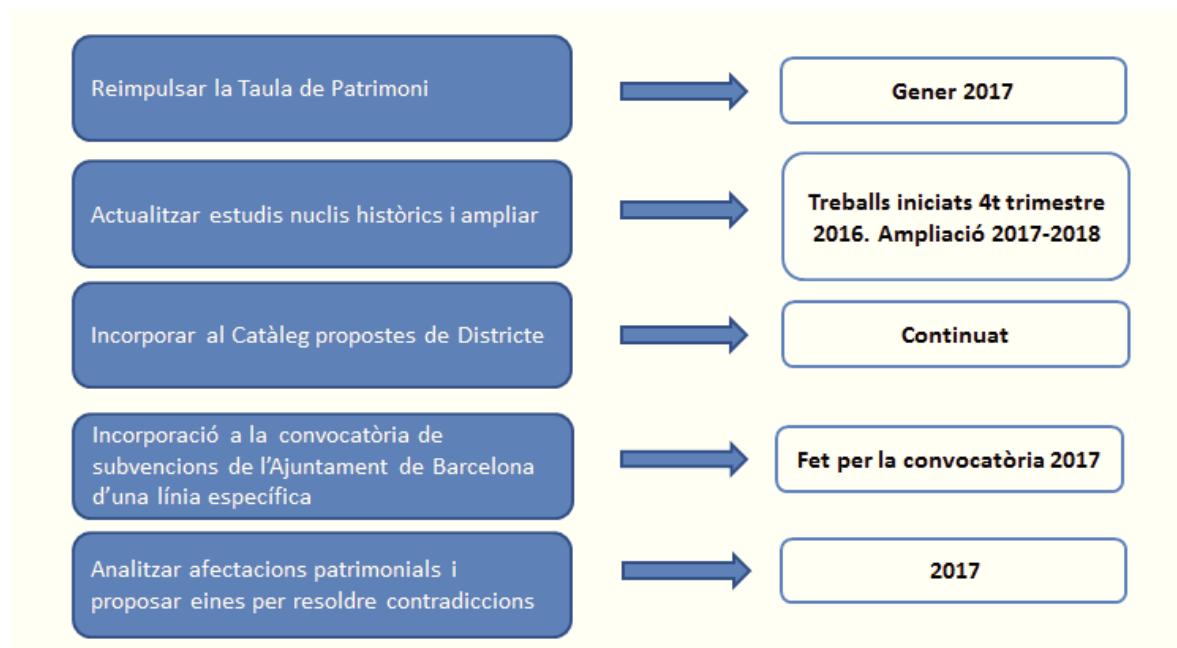 Reimpulsar la Taula de Patrimoni
Gener 2017
Actualitzar estudis nuclis històrics i ampliar
Treballs iniciats 4t trimestre
2016. Ampliació 2017-2018
Incorporar al Catàleg propostes de Districte
Continuat
Incorporació a la convocatòria de
subvencions de l’Ajuntament de Barcelona
d’una línia específica
Fet per la convocatòria 2017
Analitzar afectacions patrimonials i
proposar eines per resoldre contradiccions
2017